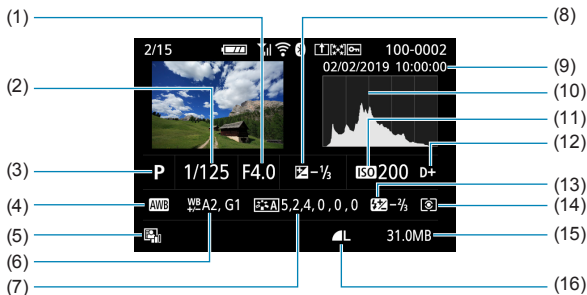 (1) (8)
2/15 100-0002
02/02/2019 10:00:00 (9)
(2) (10)
(11)
(12)
(3) P 1/125 F4.0 -1/3 ISO 200 D+
(13)
(4) AWB WB +/- A2, G1 A 5,2,4,0,0,0 -2/3 (14)
(5) L 31.0MB (15)
(6)
(7) (16)